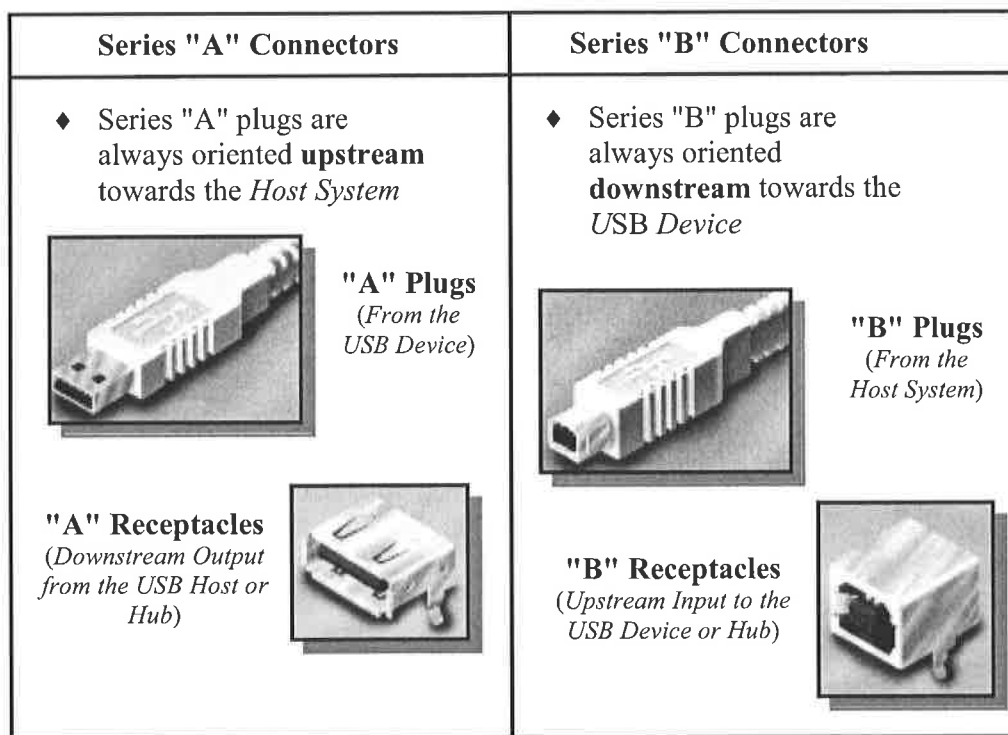 Series "A" Connectors
Series "B" Connectors
♦ Series "A" plugs are
always oriented upstream
towards the Host System
"A" Plugs
(From the
USB Device)
"A" Receptacles
(Downstream Output
from the USB Host or
Hub)
♦ Series "B" plugs are
always oriented
downstream towards the
USB Device
"B" Plugs
(From the
Host System)
"B" Receptacles
(Upstream Input to the
USB Device or Hub)